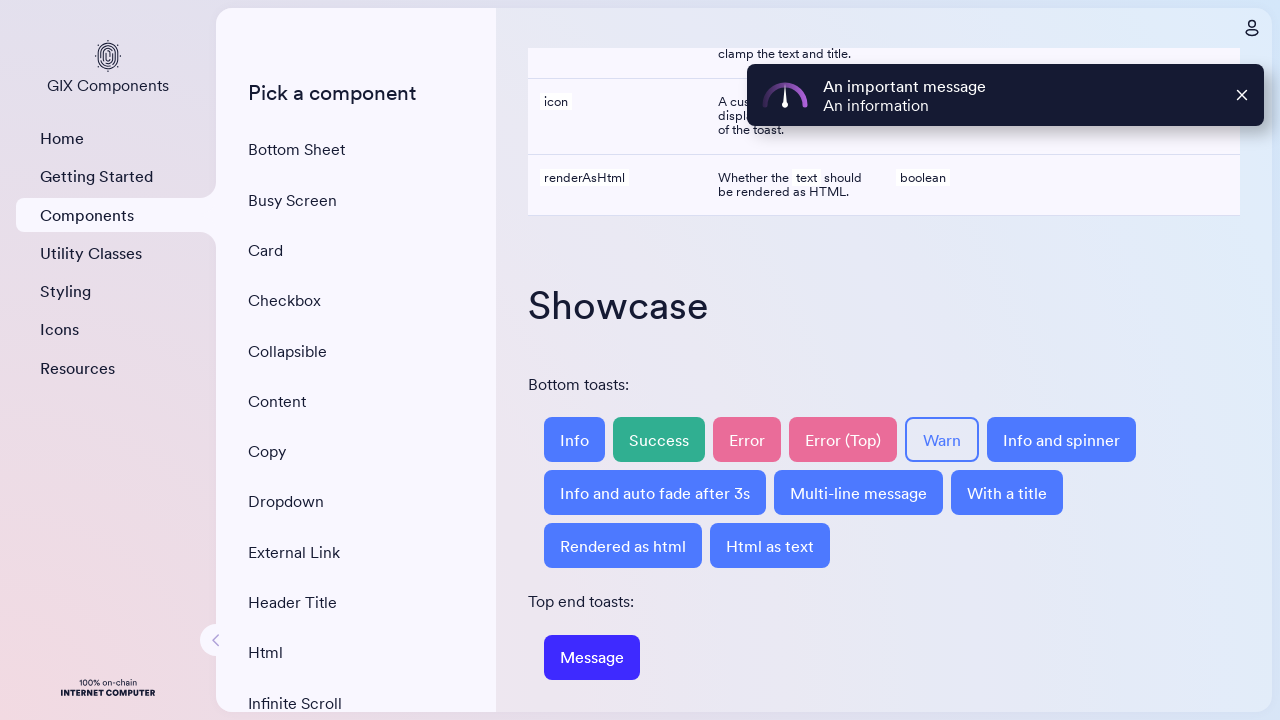 GIX Components
Home
Getting Started
Components
Utility Classes
Styling
Icons
Resources
100% on-chain
INTERNET COMPUTER
Pick a component
Bottom Sheet
Busy Screen
Card
Checkbox
Collapsible
Content
Copy
Dropdown
External Link
Header Title
Html
Infinite Scroll
clamp the text and title.
An important message
An information
icon
of the toast.
renderAsHtml
Whether the text should
be rendered as HTML.
boolean
Showcase
Bottom toasts:
Info
Success
Error
Error (Top)
Warn
Info and spinner
Info and auto fade after 3s
Multi-line message
With a title
Rendered as html
Html as text
Top end toasts:
Message